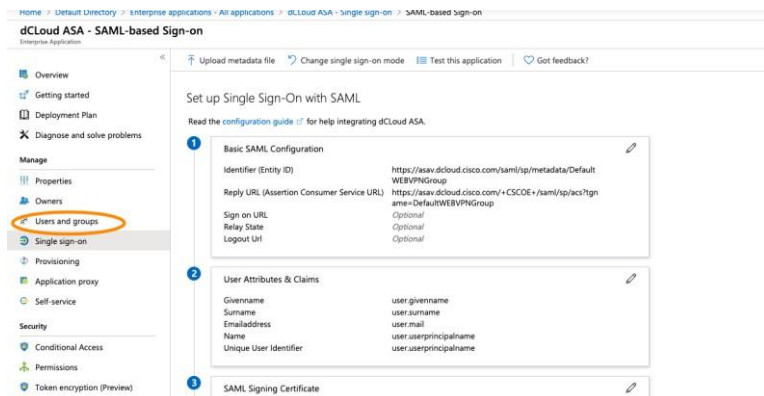 Home > Default Directory > Enterprise applications - All applications > dCLoud ASA - Single sign-on > SAML-based Sign-on
dCloud ASA - SAML-based Sign-on
Enterprise Application
«
Overview
Getting started
Deployment Plan
Diagnose and solve problems
Manage
Properties
Owners
Users and groups
Single sign-on
Provisioning
Application proxy
Self-service
Security
Conditional Access
Permissions
Token encryption (Preview)
Upload metadata file Change single sign-on mode Test this application Got feedback?
Set up Single Sign-On with SAML
Read the configuration guide for help integrating dCLoud ASA.
1 Basic SAML Configuration
Identifier (Entity ID) https://asav.dcloud.cisco.com/saml/sp/metadata/Default
WEBVPNGroup
Reply URL (Assertion Consumer Service URL) https://asav.dcloud.cisco.com/+CSCOE+/saml/sp/acs?tgn
ame=DefaultWEBVPNGroup
Sign on URL Optional
Relay State Optional
Logout Url Optional
2 User Attributes & Claims
Givenname user.givenname
Surname user.surname
Emailaddress user.mail
Name user.userprincipalname
Unique User Identifier user.userprincipalname
3 SAML Signing Certificate